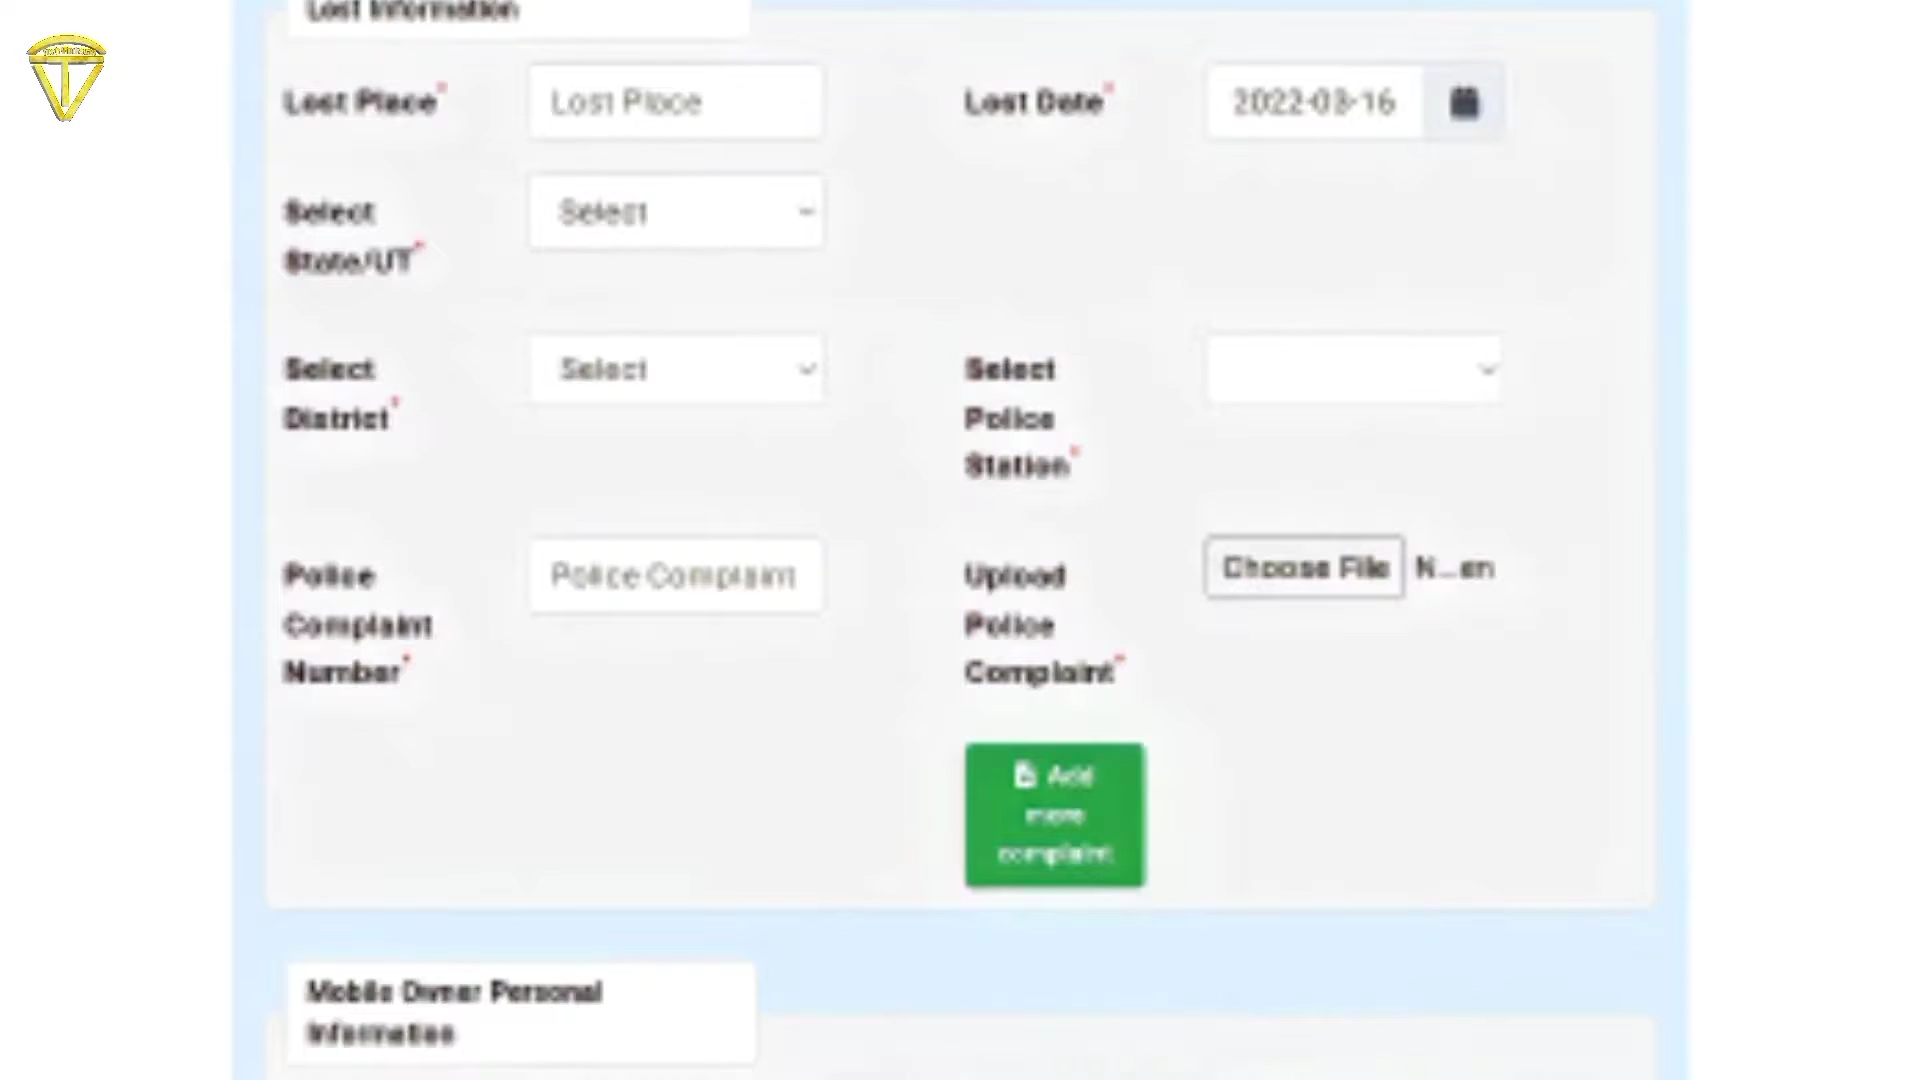 Lost Information
Lost Place* Lost Place Lost Date* 2022-03-16
Select Select
State/UT*
Select Select Select
District* Police
Station*
Police Police Complaint Upload Choose File N...en
Complaint Police
Number* Complaint*
Add
more
complaint
Mobile Owner Personal
Information